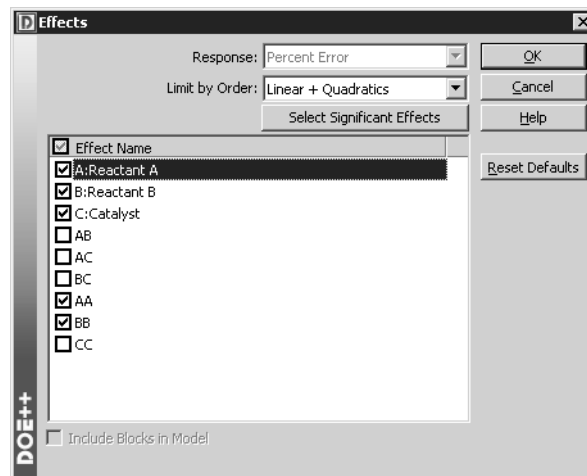 Effects
Response: Percent Error
OK
Limit by Order: Linear + Quadratics
Cancel
Select Significant Effects
Help
Effect Name
Reset Defaults
A:Reactant A
B:Reactant B
C:Catalyst
AB
AC
BC
AA
BB
CC
DOE++
Include Blocks in Model